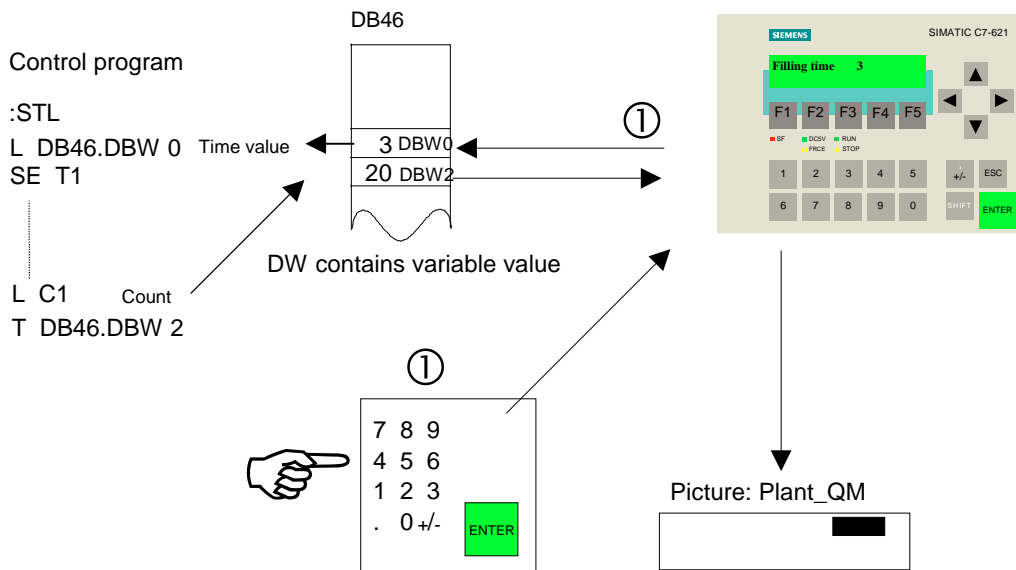 DB46
Control program
:STL
L DB46.DBW 0 Time value
SE T1
L C1 Count
T DB46.DBW 2
3 DBW0
20 DBW2
DW contains variable value
①
SIEMENS
SIMATIC C7-621
Filling time 3
F1 F2 F3 F4 F5
SF DC5V RUN
FRCE STOP
1 2 3 4 5 +/- ESC
6 7 8 9 0 SHIFT ENTER
①
7 8 9
4 5 6
1 2 3
. 0 +/- ENTER
Picture: Plant_QM